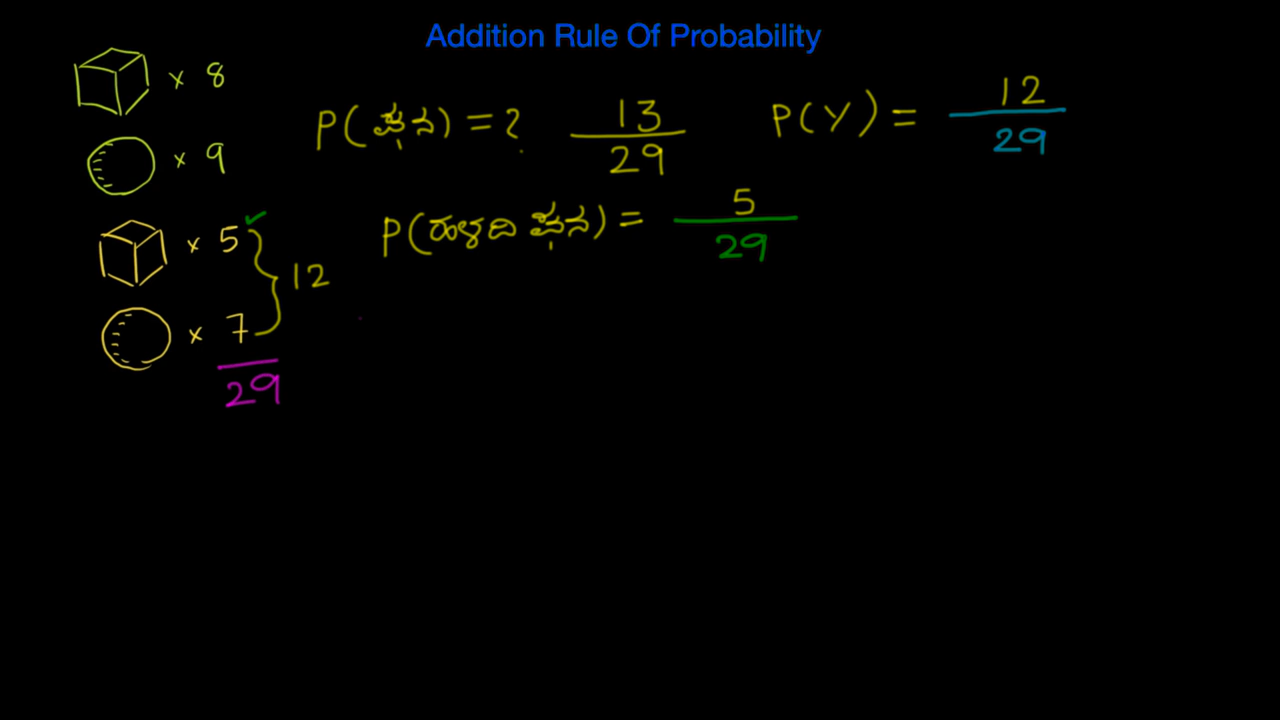 Addition Rule Of Probability
× 8
P(ಘನ) = ? 13/29
P(Y) = 12/29
× 9
× 5 ✓
P(ಹಳದಿ ಘನ) = 5/29
12
× 7
29